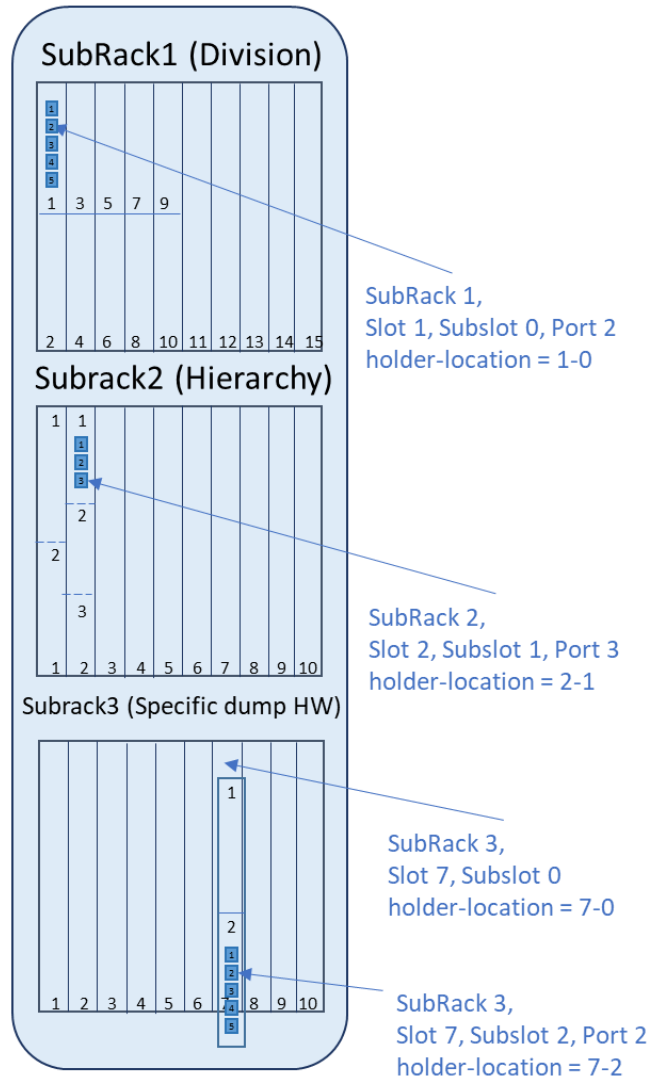 SubRack1 (Division)
1
2
3
4
5
1 3 5 7 9
2 4 6 8 10 11 12 13 14 15
SubRack 1,
Slot 1, Subslot 0, Port 2
holder-location = 1-0
Subrack2 (Hierarchy)
1 1
1
2
3
2
2
3
1 2 3 4 5 6 7 8 9 10
SubRack 2,
Slot 2, Subslot 1, Port 3
holder-location = 2-1
Subrack3 (Specific dump HW)
1
2
1
2
3
4
5
1 2 3 4 5 6 7 8 9 10
SubRack 3,
Slot 7, Subslot 0
holder-location = 7-0
SubRack 3,
Slot 7, Subslot 2, Port 2
holder-location = 7-2